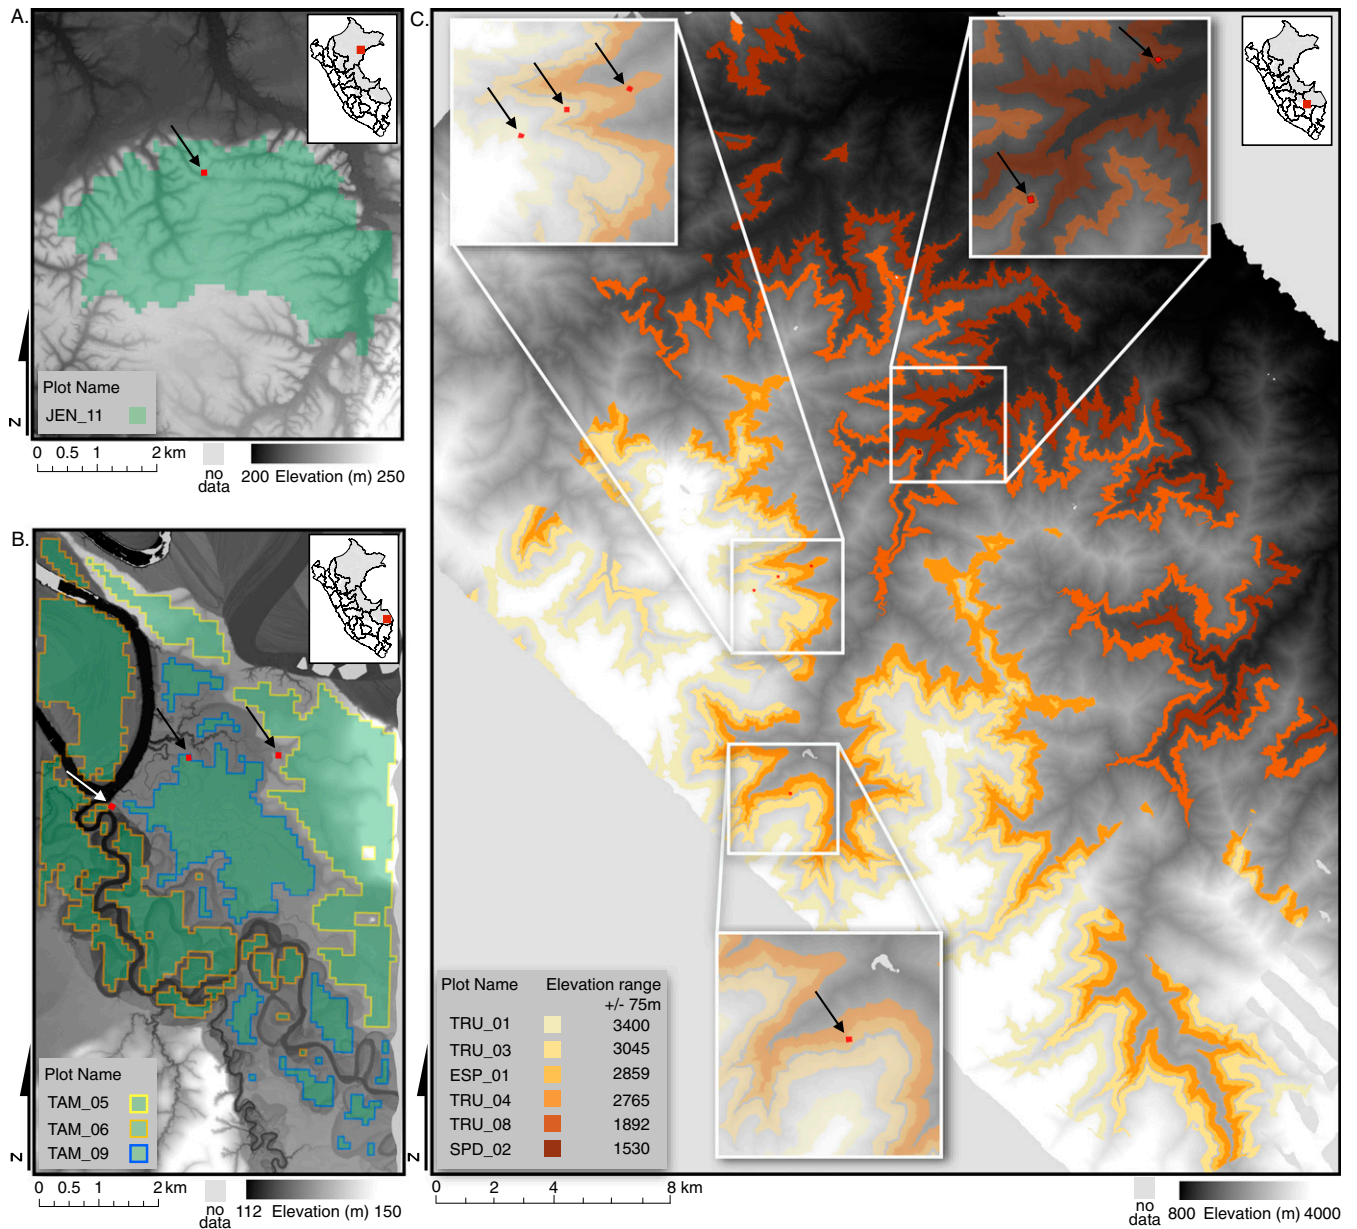 A.
Plot Name
JEN_11
z
0 0.5 1 2 km
no
data
200 Elevation (m) 250
B.
Plot Name
TAM_05
TAM_06
TAM_09
z
0 0.5 1 2 km
no
data
112 Elevation (m) 150
C.
Plot Name Elevation range
+/- 75m
TRU_01 3400
TRU_03 3045
ESP_01 2859
TRU_04 2765
TRU_08 1892
SPD_02 1530
z
0 2 4 8 km
no
data
800 Elevation (m) 4000